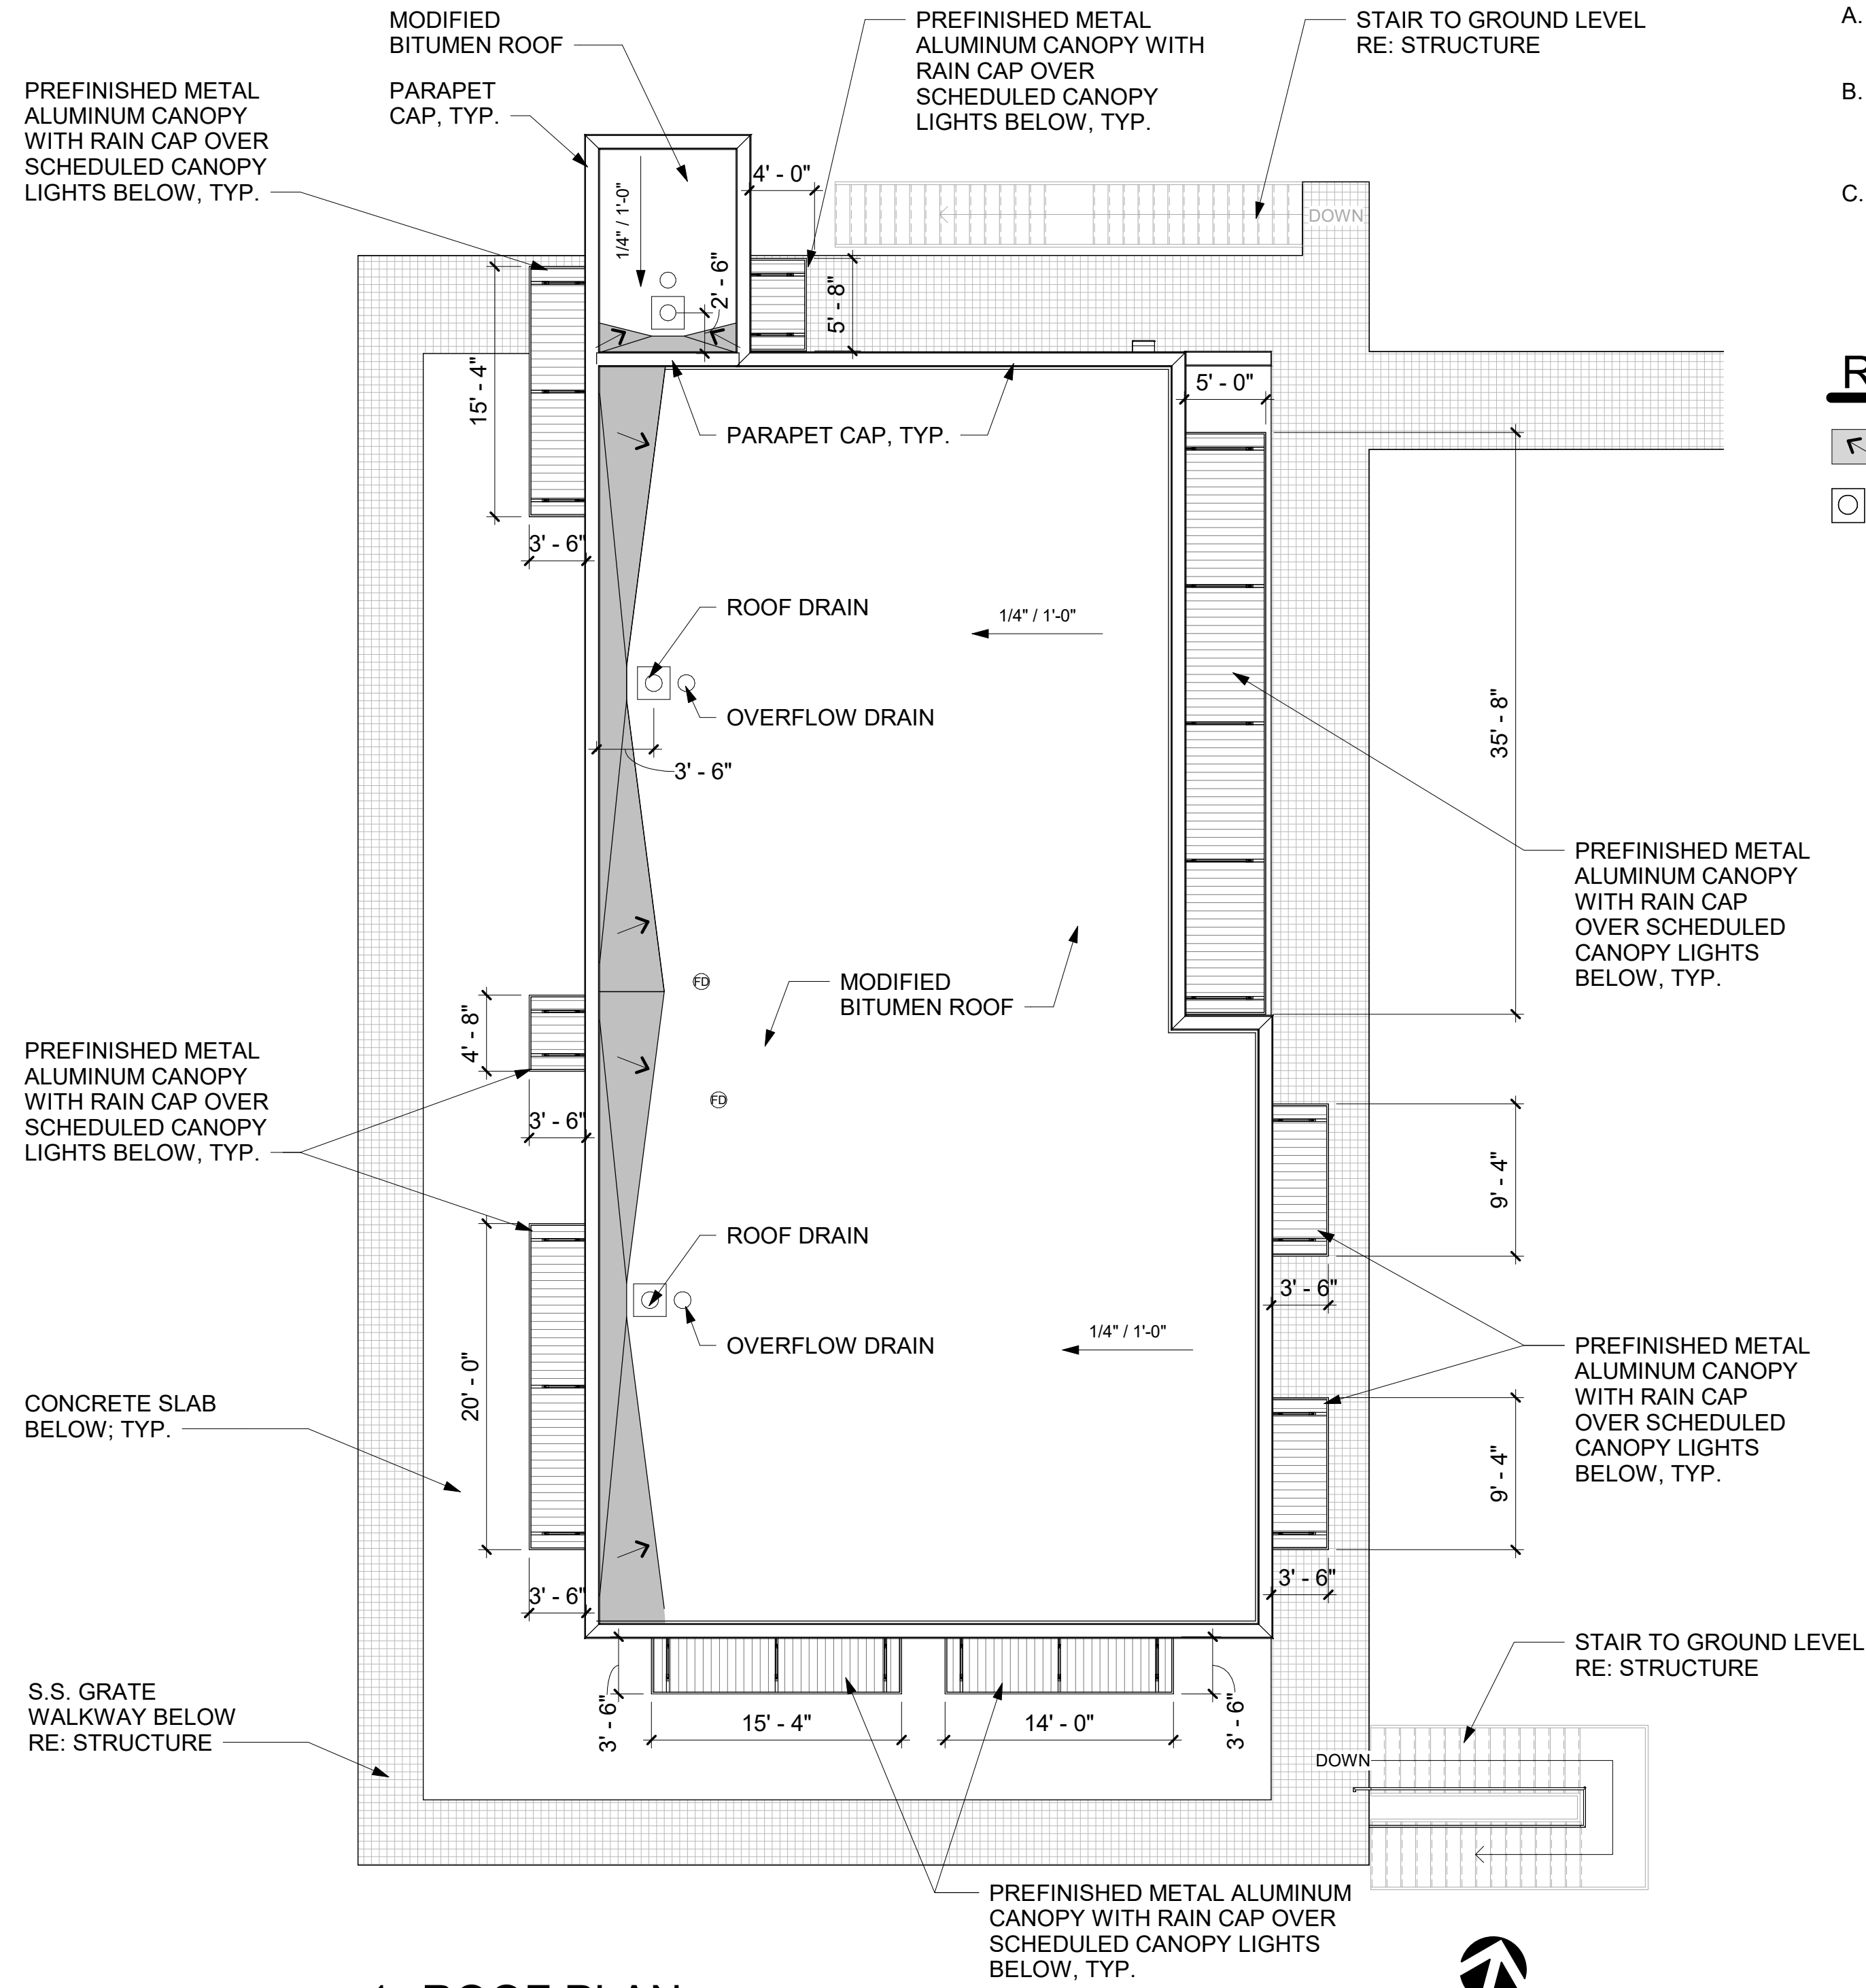 MODIFIED
BITUMEN ROOF
PARAPET
CAP, TYP.
PREFINISHED METAL
ALUMINUM CANOPY WITH
RAIN CAP OVER
SCHEDULED CANOPY
LIGHTS BELOW, TYP.
STAIR TO GROUND LEVEL
RE: STRUCTURE
A.
B.
C.
PREFINISHED METAL
ALUMINUM CANOPY
WITH RAIN CAP OVER
SCHEDULED CANOPY
LIGHTS BELOW, TYP.
4' - 0"
1/4" / 1'-0"
2' - 6"
5' - 8"
DOWN
15' - 4"
3' - 6"
5' - 0"
R
PARAPET CAP, TYP.
ROOF DRAIN
1/4" / 1'-0"
OVERFLOW DRAIN
3' - 6"
35' - 8"
PREFINISHED METAL
ALUMINUM CANOPY
WITH RAIN CAP
OVER SCHEDULED
CANOPY LIGHTS
BELOW, TYP.
FD
MODIFIED
BITUMEN ROOF
FD
4' - 8"
3' - 6"
PREFINISHED METAL
ALUMINUM CANOPY
WITH RAIN CAP OVER
SCHEDULED CANOPY
LIGHTS BELOW, TYP.
9' - 4"
3' - 6"
ROOF DRAIN
OVERFLOW DRAIN
1/4" / 1'-0"
20' - 0"
3' - 6"
CONCRETE SLAB
BELOW; TYP.
PREFINISHED METAL
ALUMINUM CANOPY
WITH RAIN CAP
OVER SCHEDULED
CANOPY LIGHTS
BELOW, TYP.
9' - 4"
3' - 6"
S.S. GRATE
WALKWAY BELOW
RE: STRUCTURE
3' - 6"
15' - 4"
14' - 0"
3' - 6"
STAIR TO GROUND LEVEL
RE: STRUCTURE
DOWN
PREFINISHED METAL ALUMINUM
CANOPY WITH RAIN CAP OVER
SCHEDULED CANOPY LIGHTS
BELOW, TYP.
1 ROOF PLAN